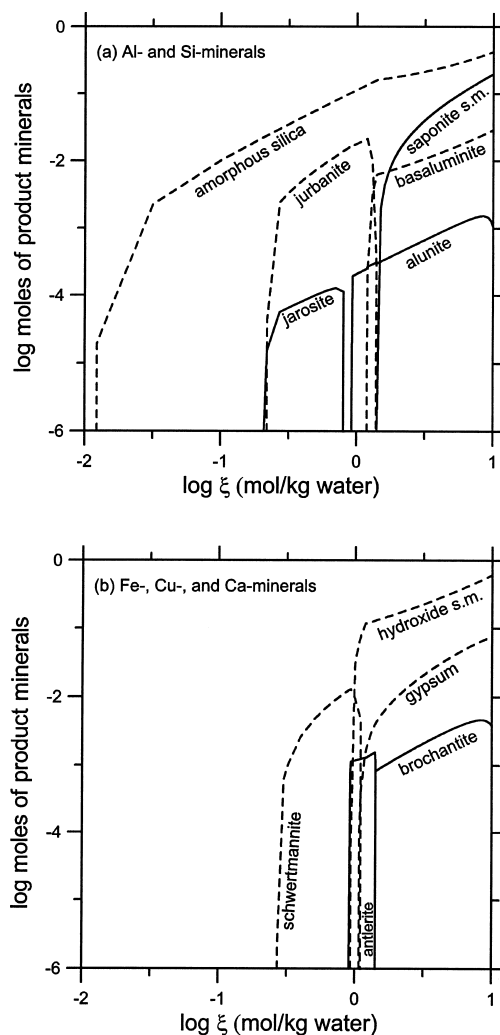 0
(a) Al- and Si-minerals
saponite s.m.
amorphous silica
jurbanite
basaluminite
-2
alunite
jarosite
-4
-6
log moles of product minerals
-2
-1
0
1
log ξ (mol/kg water)
0
(b) Fe-, Cu-, and Ca-minerals
hydroxide s.m.
gypsum
-2
brochantite
schwertmannite
antlerite
-4
-6
log moles of product minerals
-2
-1
0
1
log ξ (mol/kg water)